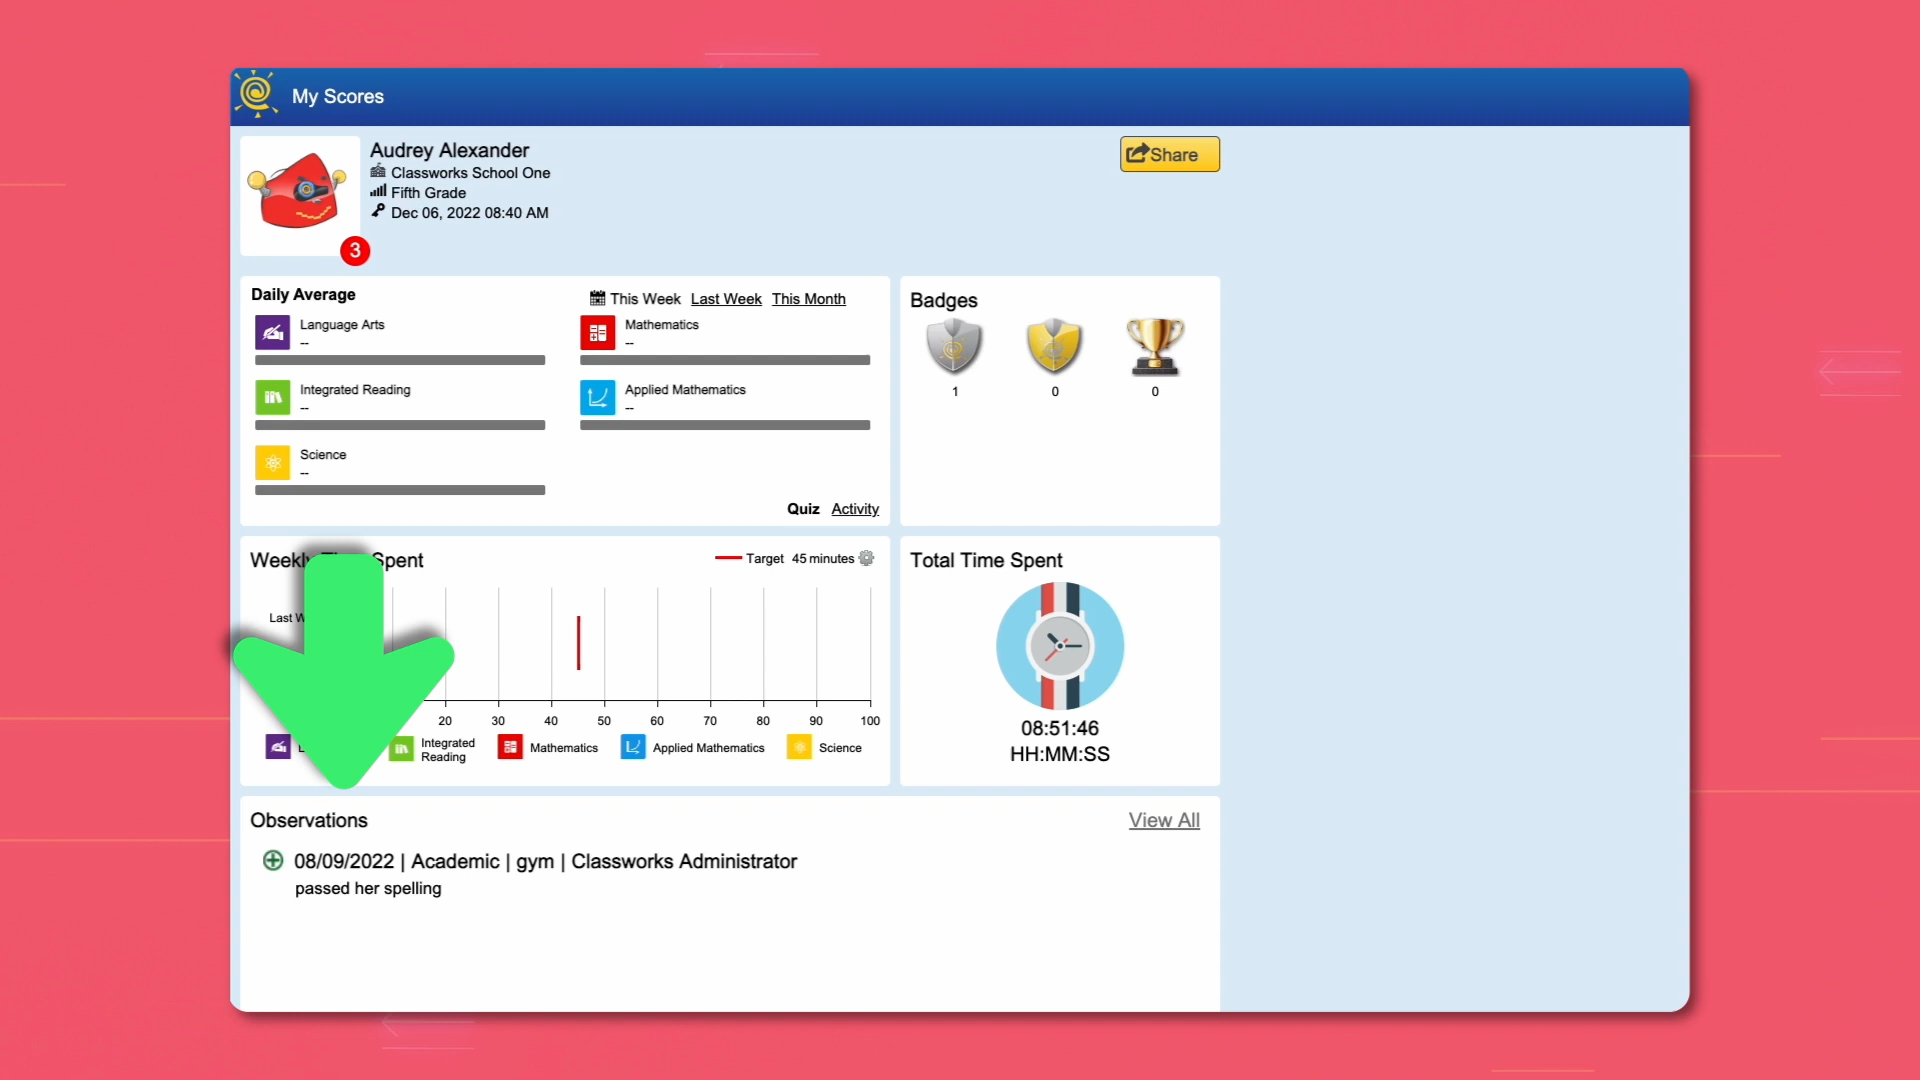 My Scores
Audrey Alexander
Classworks School One
Fifth Grade
Dec 06, 2022 08:40 AM
3
Share
Daily Average
This Week Last Week This Month
Language Arts
--
Mathematics
--
Integrated Reading
--
Applied Mathematics
--
Science
--
Quiz Activity
Badges
1
0
0
Weekly Spent
Target 45 minutes
Last
20 30 40 50 60 70 80 90 100
Integrated
Reading
Mathematics
Applied Mathematics
Science
Total Time Spent
08:51:46
HH:MM:SS
Observations
View All
08/09/2022 | Academic | gym | Classworks Administrator
passed her spelling